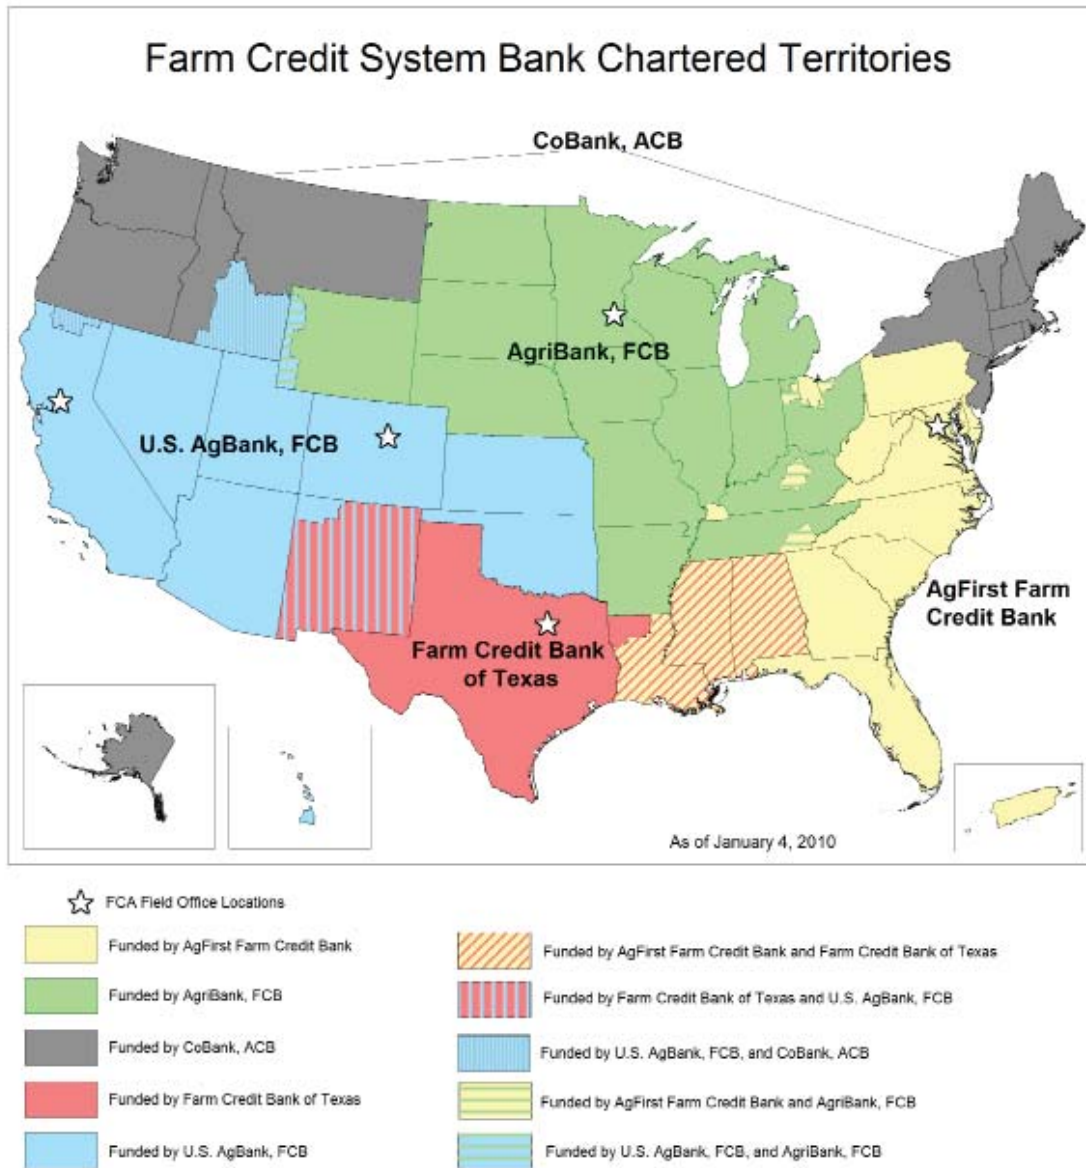 Farm Credit System Bank Chartered Territories
CoBank, ACB
AgriBank, FCB
U.S. AgBank, FCB
AgFirst Farm
Credit Bank
Farm Credit Bank
of Texas
As of January 4, 2010
FCA Field Office Locations
Funded by AgFirst Farm Credit Bank
Funded by AgriBank, FCB
Funded by CoBank, ACB
Funded by Farm Credit Bank of Texas
Funded by U.S. AgBank, FCB
Funded by AgFirst Farm Credit Bank and Farm Credit Bank of Texas
Funded by Farm Credit Bank of Texas and U.S. AgBank, FCB
Funded by U.S. AgBank, FCB, and CoBank, ACB
Funded by AgFirst Farm Credit Bank and AgriBank, FCB
Funded by U.S. AgBank, FCB, and AgriBank, FCB